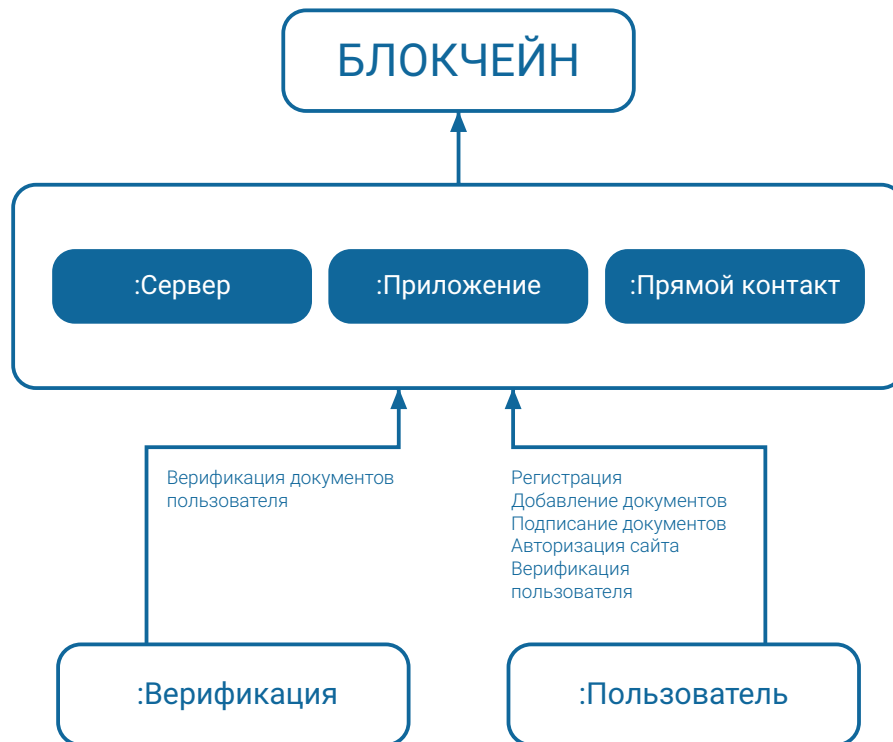 БЛОКЧЕЙН
:Сервер
:Приложение
:Прямой контакт
Верификация документов
пользователя
Регистрация
Добавление документов
Подписание документов
Авторизация сайта
Верификация
пользователя
:Верификация
:Пользователь